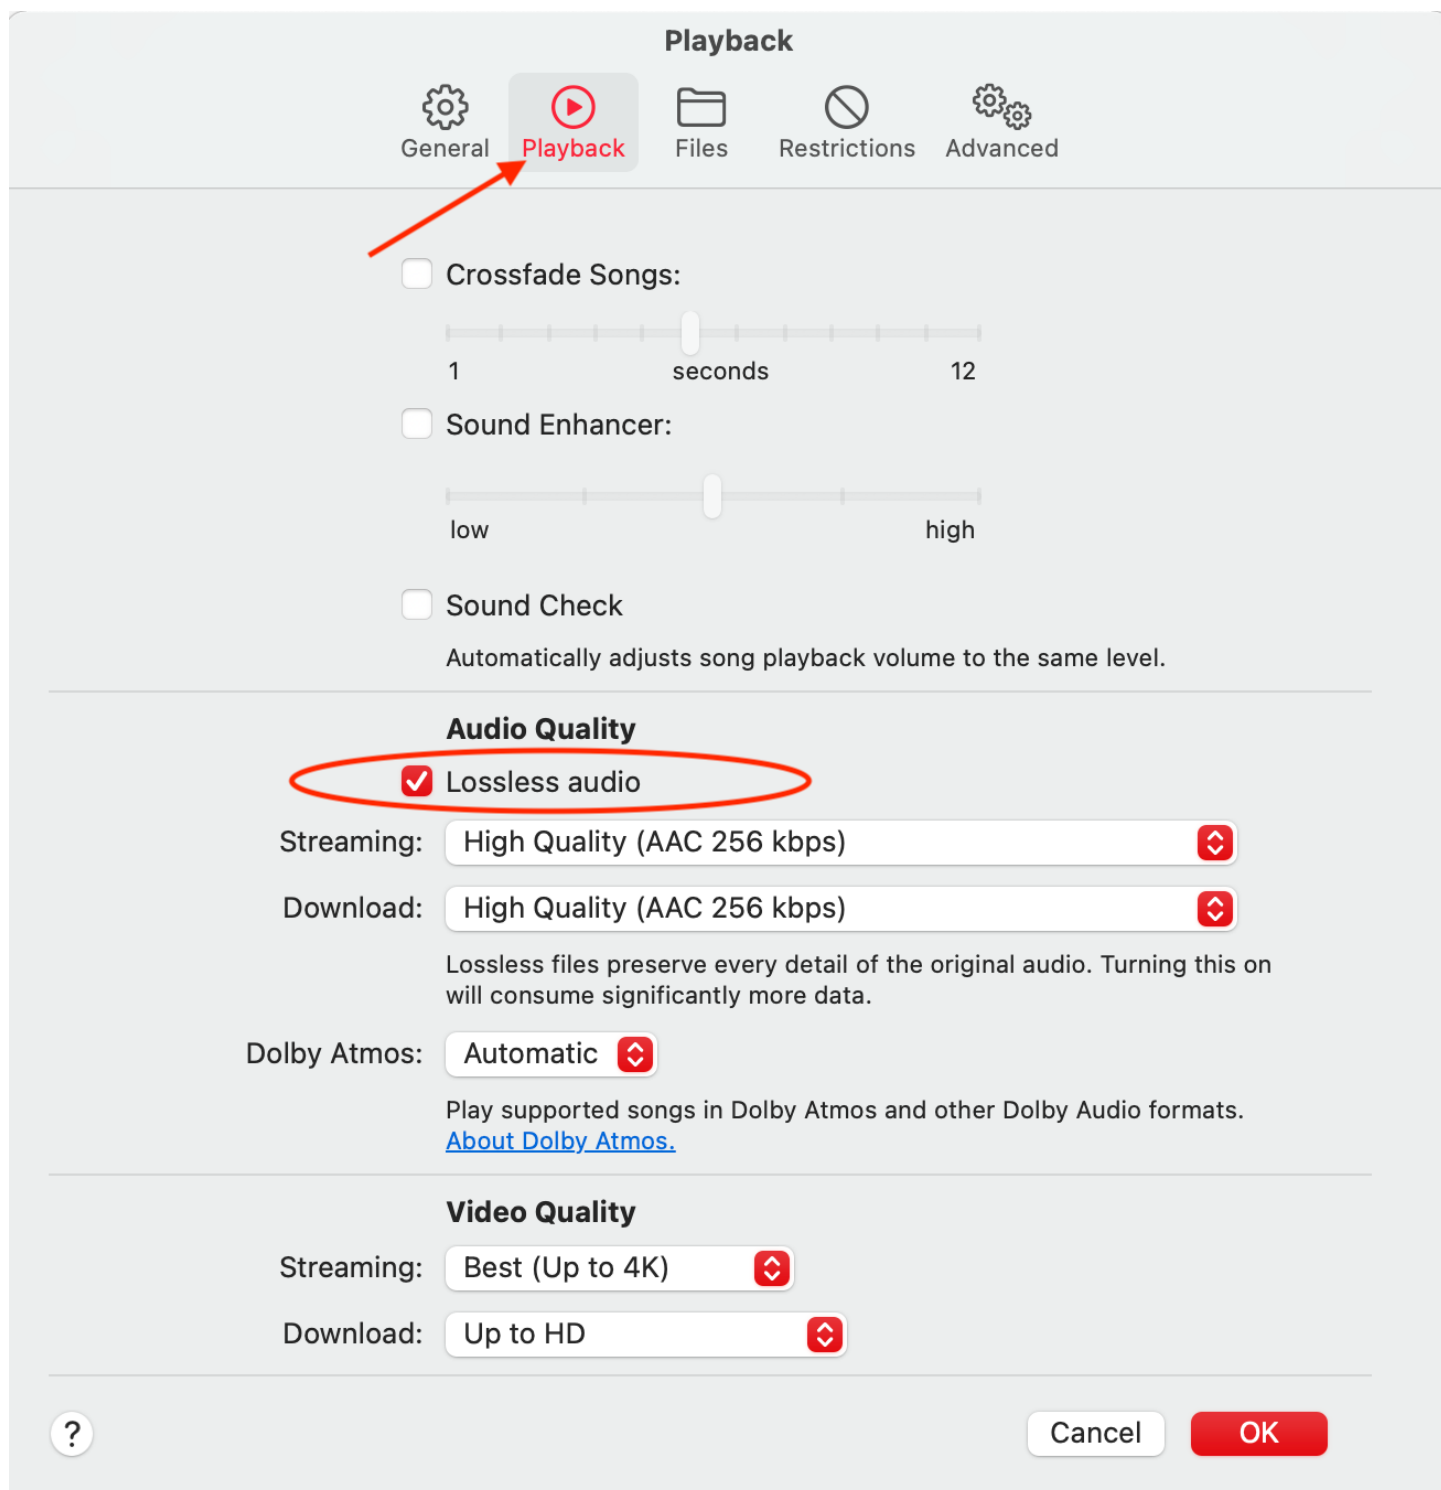 Playback
General Playback Files Restrictions Advanced
Crossfade Songs:
1 seconds 12
Sound Enhancer:
low high
Sound Check
Automatically adjusts song playback volume to the same level.
Audio Quality
Lossless audio
Streaming: High Quality (AAC 256 kbps)
Download: High Quality (AAC 256 kbps)
Lossless files preserve every detail of the original audio. Turning this on
will consume significantly more data.
Dolby Atmos: Automatic
Play supported songs in Dolby Atmos and other Dolby Audio formats.
About Dolby Atmos.
Video Quality
Streaming: Best (Up to 4K)
Download: Up to HD
? Cancel OK